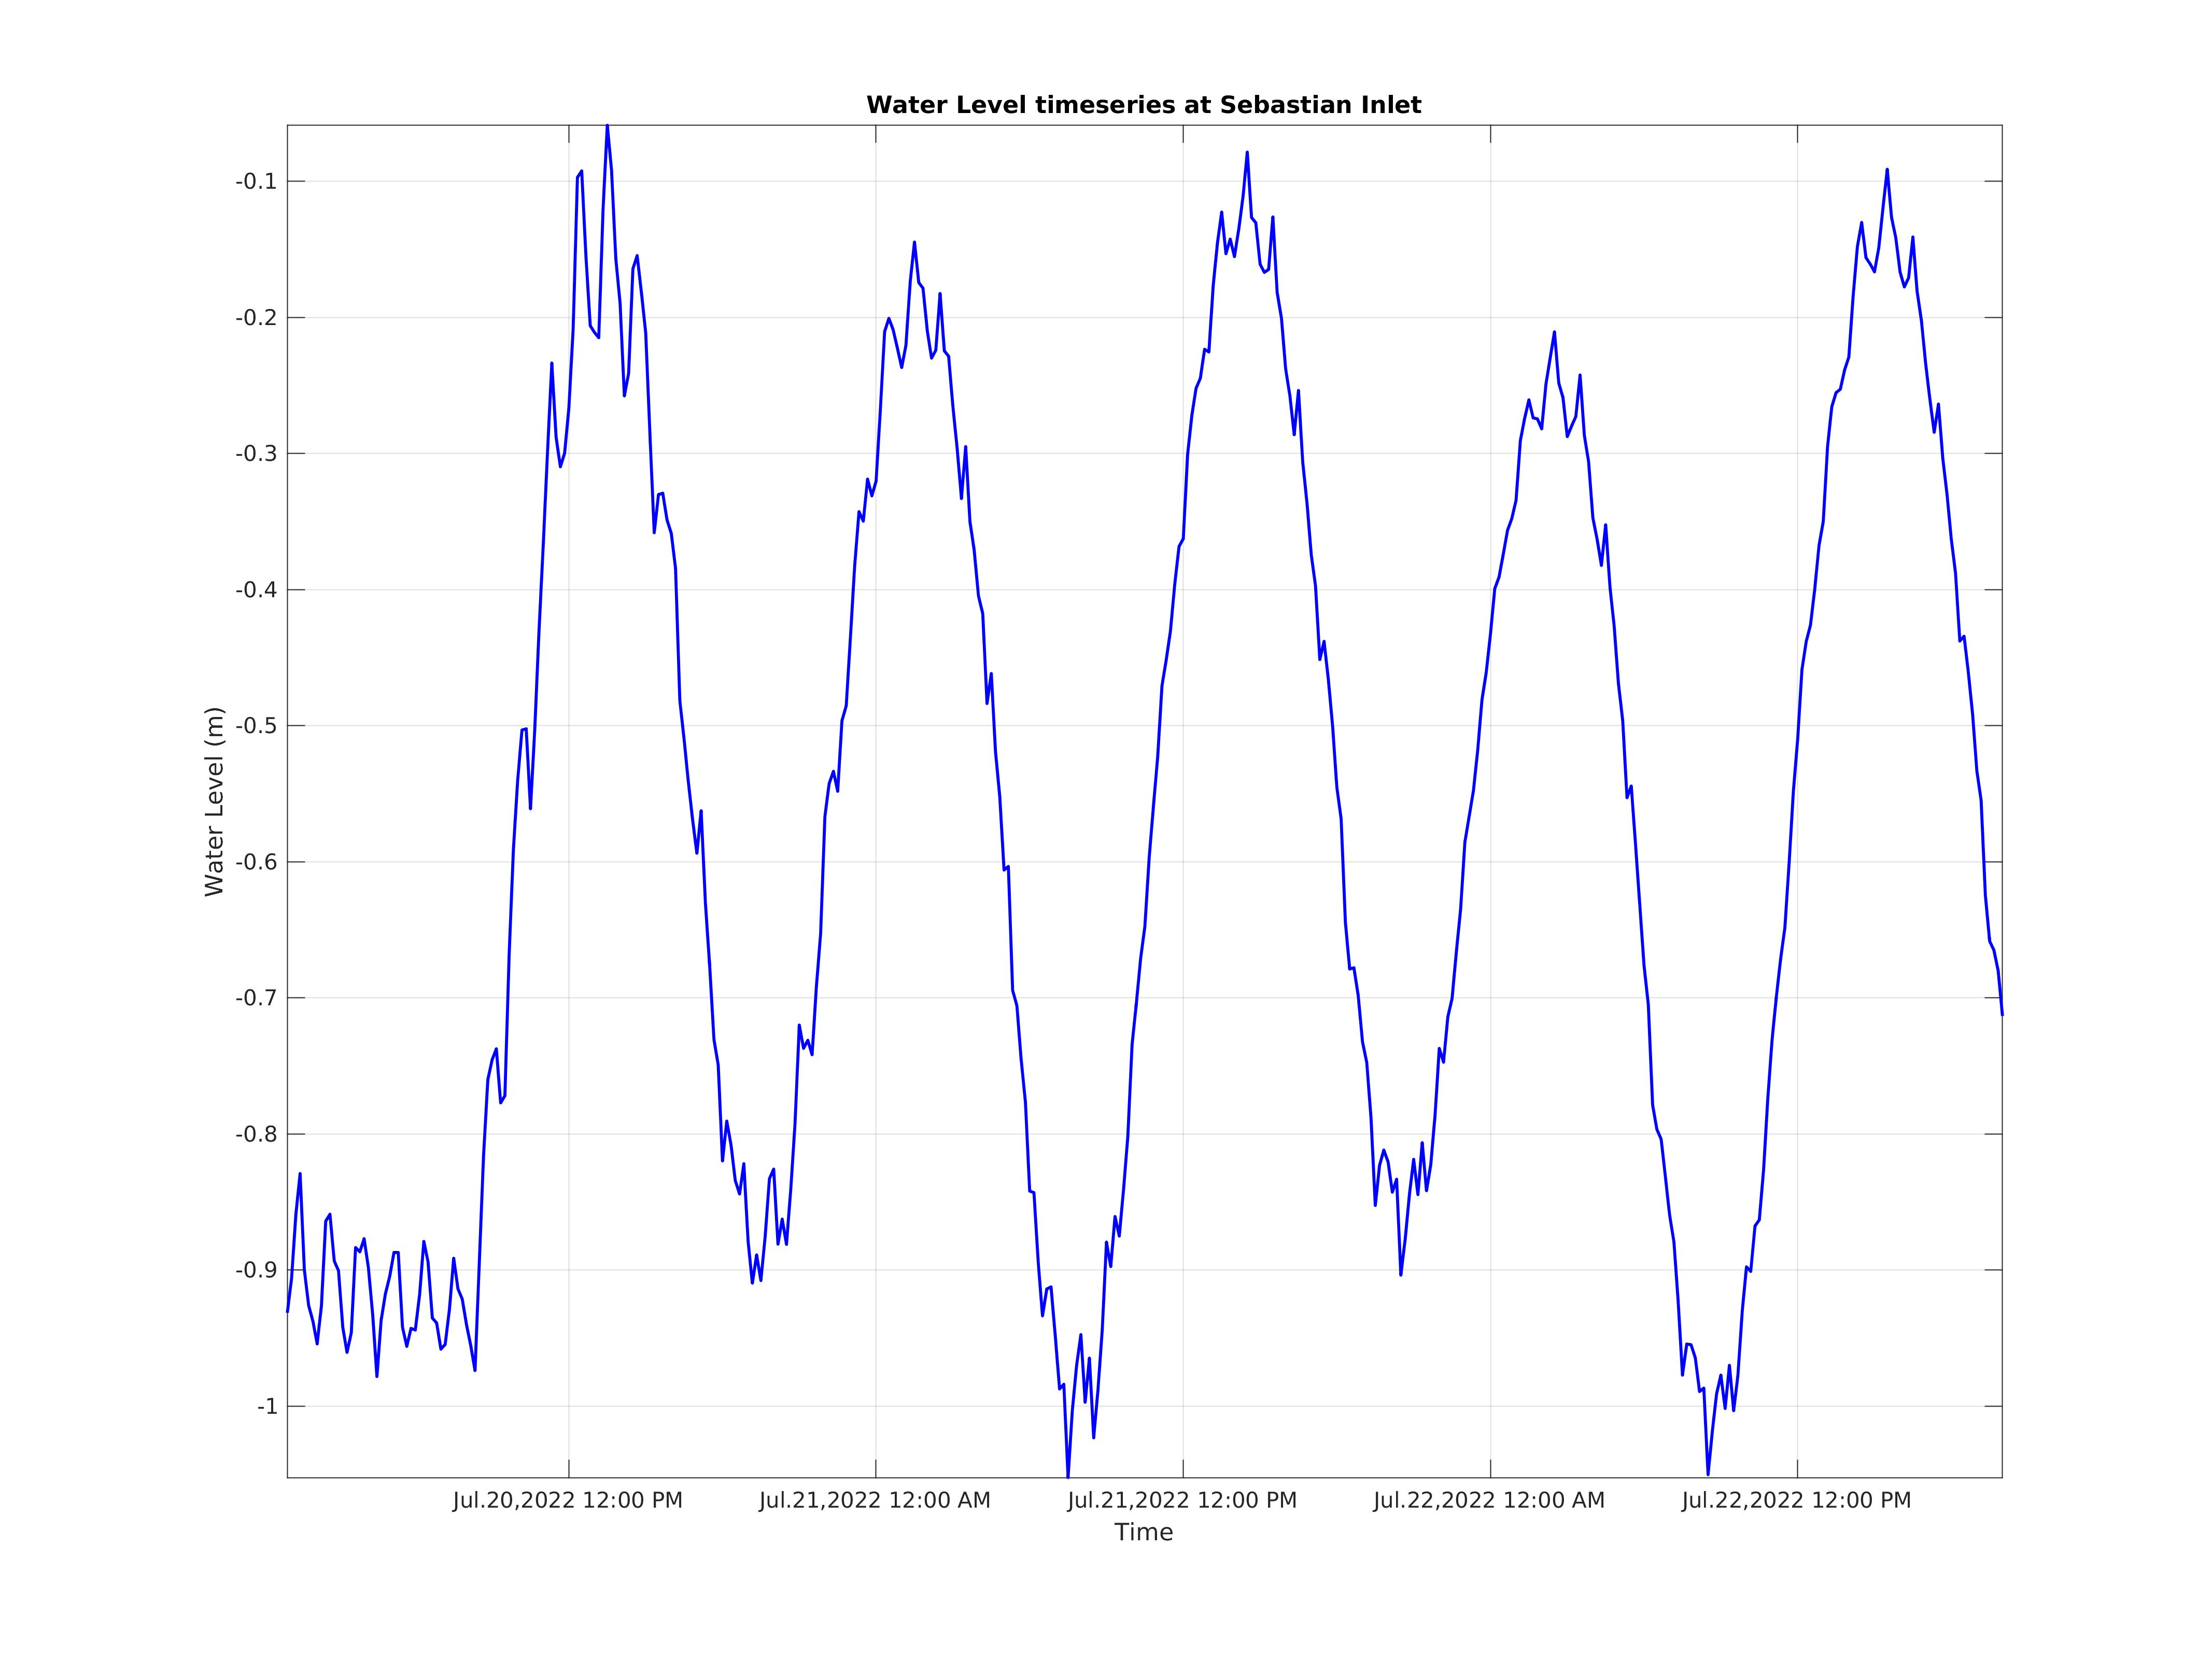 Water Level timeseries at Sebastian Inlet
-0.1
-0.2
-0.3
-0.4
-0.5
-0.6
-0.7
-0.8
-0.9
-1
Water Level (m)
Jul.20,2022 12:00 PM
Jul.21,2022 12:00 AM
Jul.21,2022 12:00 PM
Jul.22,2022 12:00 AM
Jul.22,2022 12:00 PM
Time